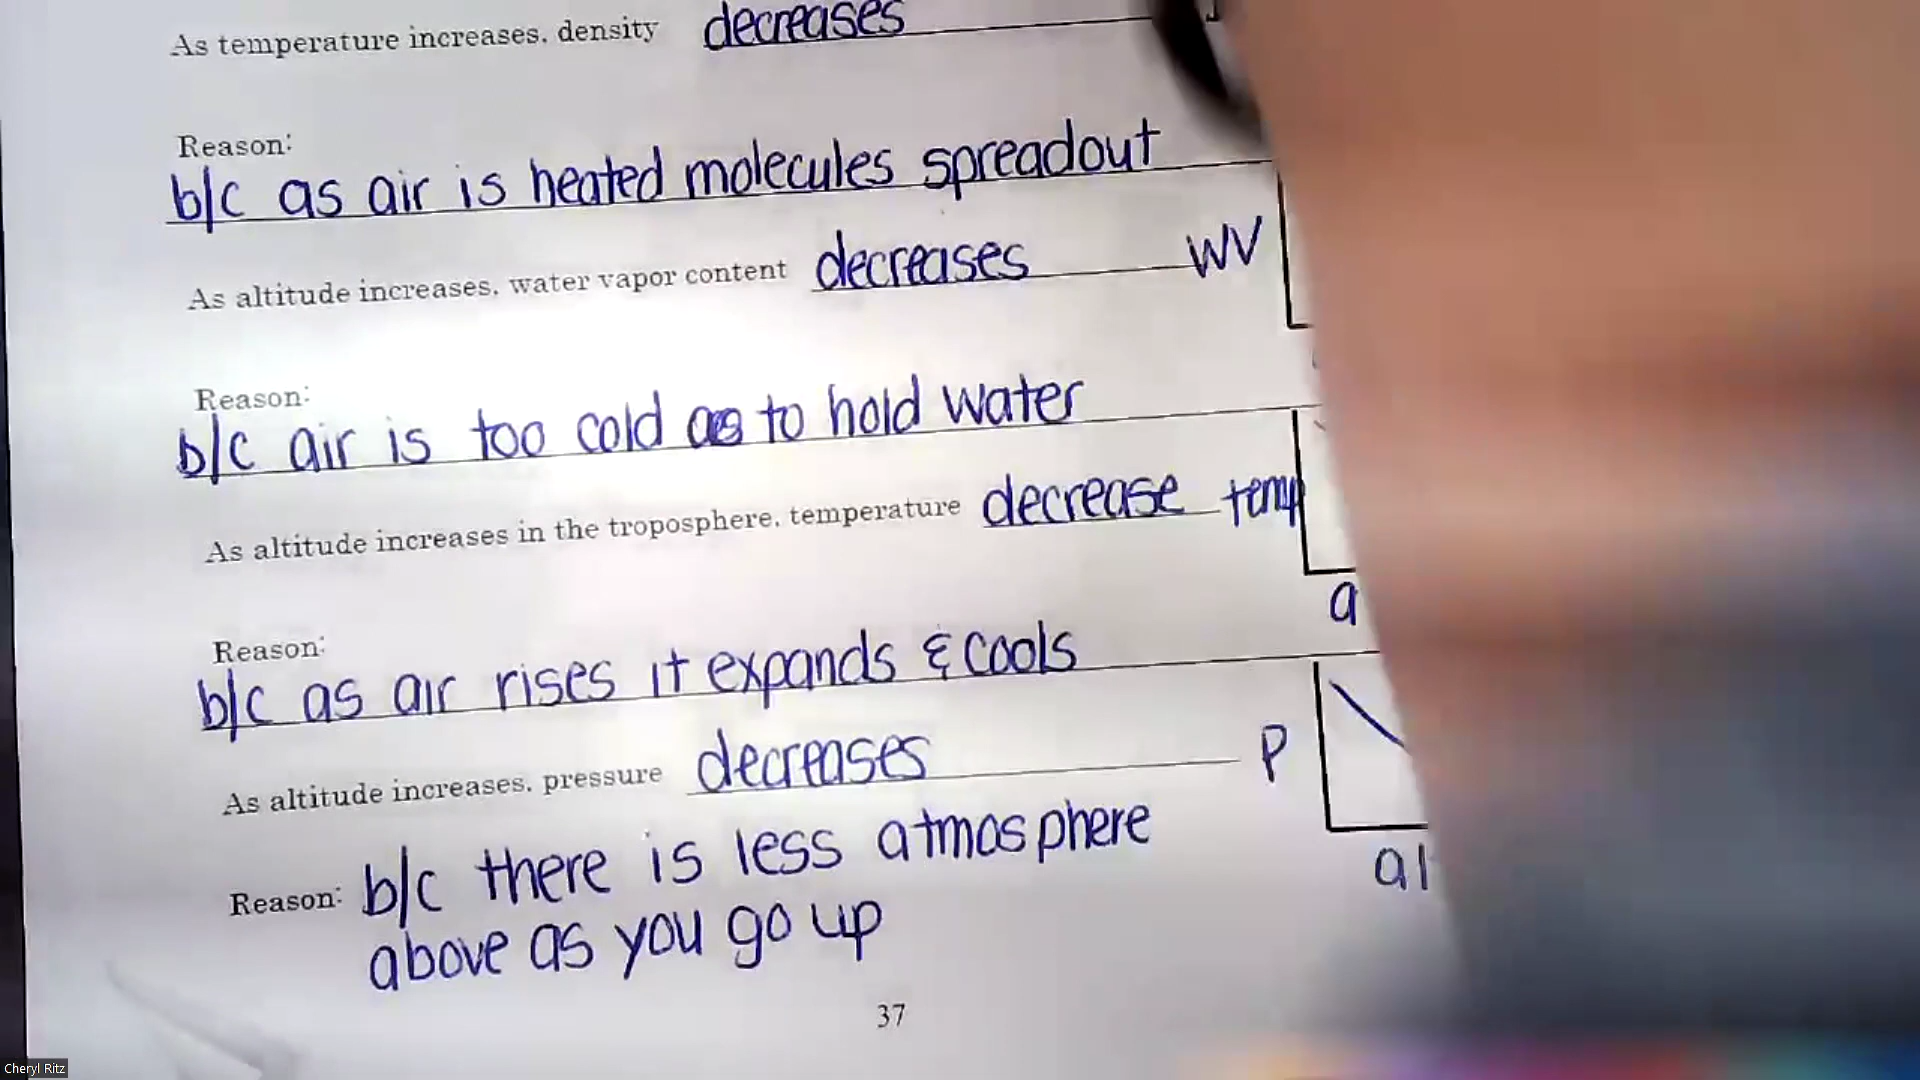 As temperature increases, density decreases
Reason:
b/c as air is heated molecules spreadout
As altitude increases, water vapor content decreases WV
Reason:
b/c air is too cold as to hold water
As altitude increases in the troposphere, temperature decrease temp
a
Reason:
b/c as air rises it expands & cools
As altitude increases, pressure decreases P
al
Reason: b/c there is less atmosphere
above as you go up
37
Cheryl Ritz